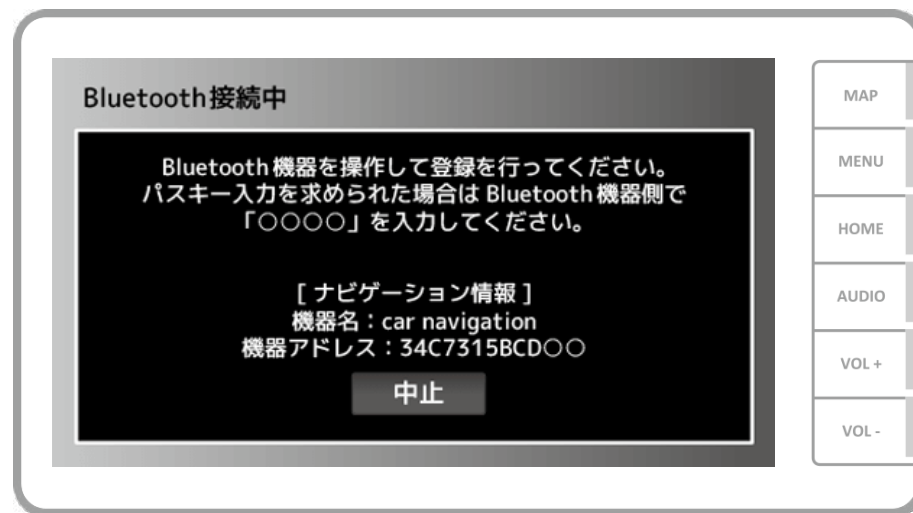 Bluetooth接続中
Bluetooth機器を操作して登録を行ってください。
パスキー入力を求められた場合は Bluetooth機器側で
「○○○○」を入力してください。
[ ナビゲーション情報 ]
機器名：car navigation
機器アドレス：34C7315BCD○○
中止
MAP
MENU
HOME
AUDIO
VOL +
VOL -